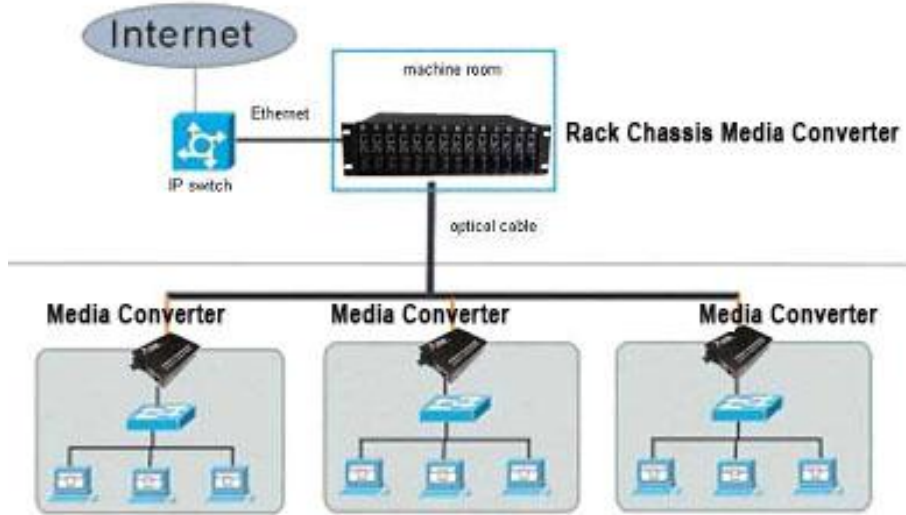 Internet
machine room
Ethernet
Rack Chassis Media Converter
IP switch
optical cable
Media Converter
Media Converter
Media Converter